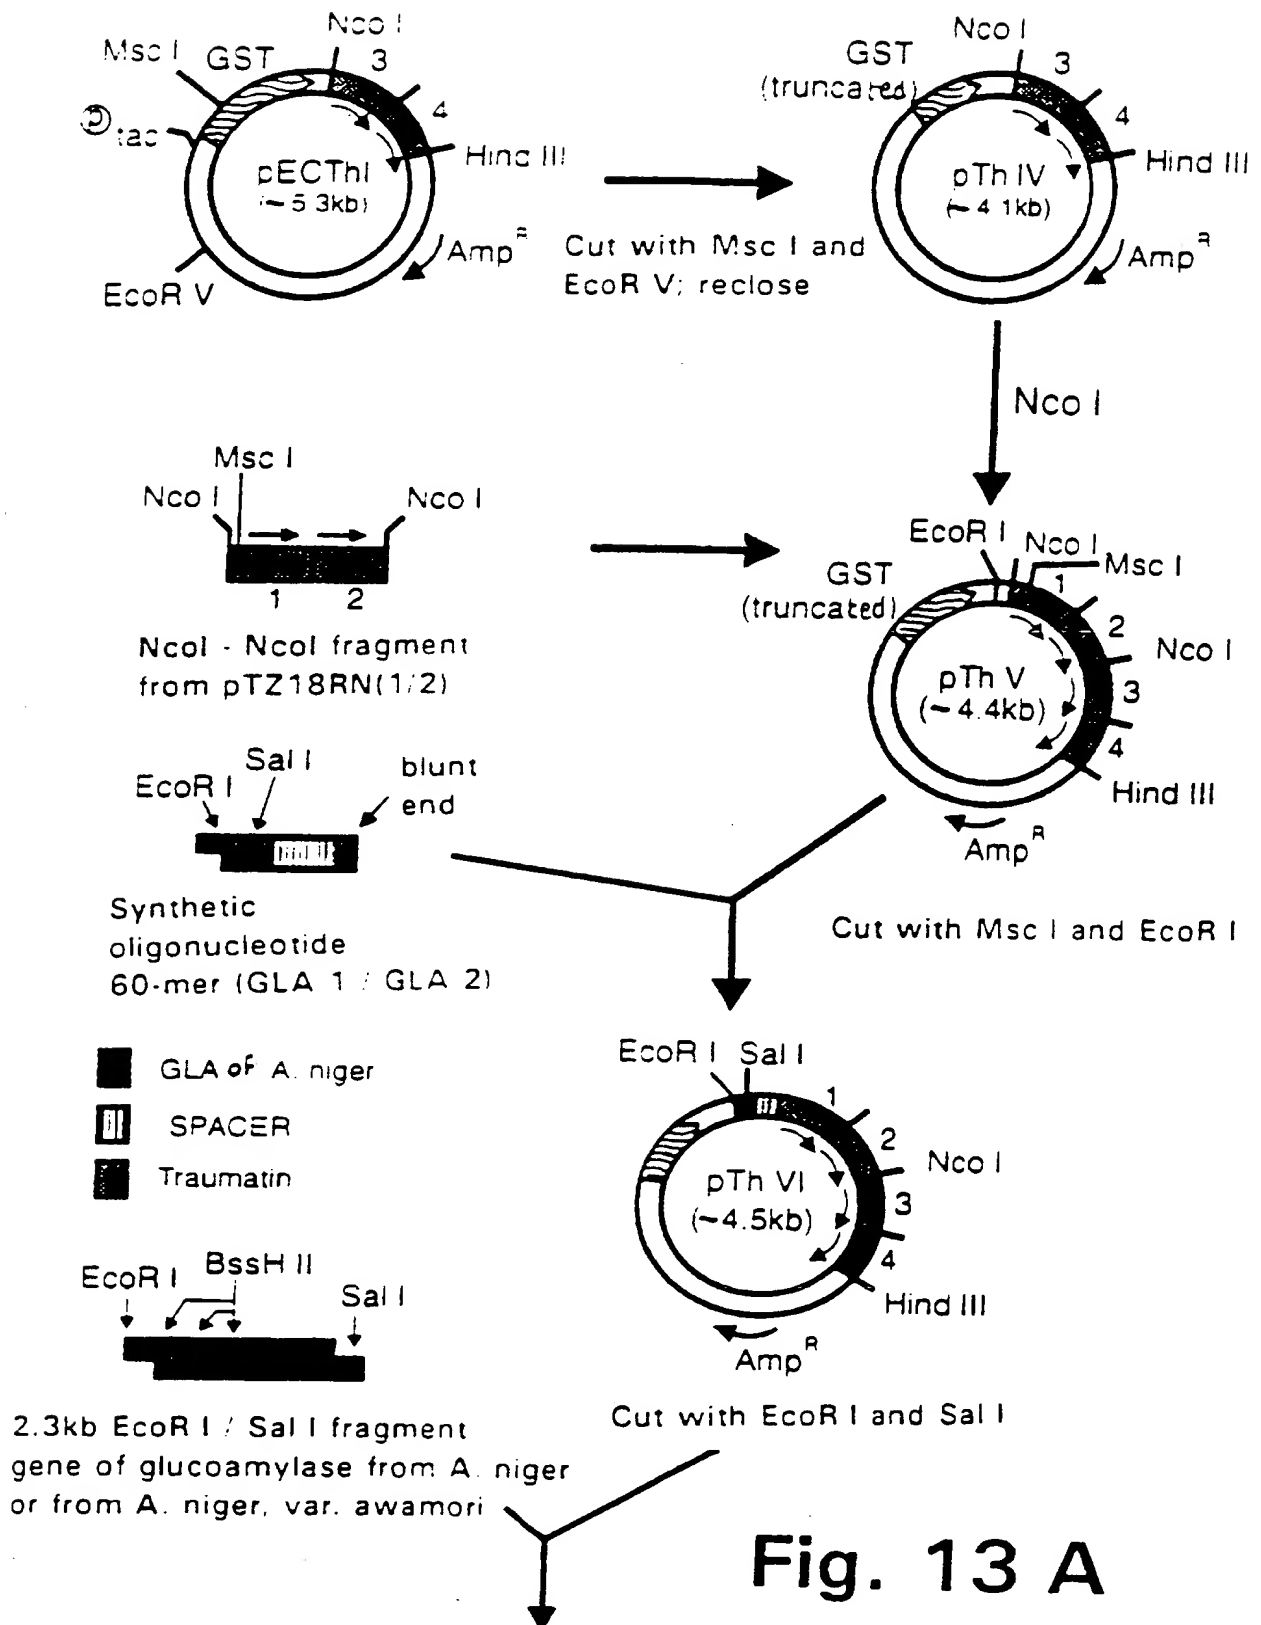 Nco I
Msc I
GST
3
4
P tac
Hind III
pECThI
(~5.3kb)
Amp R
EcoR V
Cut with Msc I and
EcoR V; reclose
Nco I
GST
(truncated)
3
4
Hind III
pTh IV
(~4.1kb)
Amp R
Nco I
Msc I
Nco I
Nco I
1 2
NcoI - NcoI fragment
from pTZ18RN(1/2)
EcoR I
Nco I
Msc I
GST
(truncated)
1
2
Nco I
3
4
Hind III
pTh V
(~4.4kb)
Amp R
Cut with Msc I and EcoR I
EcoR I
Sal I
blunt
end
Synthetic
oligonucleotide
60-mer (GLA 1 / GLA 2)
GLA of A. niger
SPACER
Traumatin
EcoR I
Sal I
1
2
Nco I
3
4
Hind III
pTh VI
(~4.5kb)
Amp R
Cut with EcoR I and Sal I
EcoR I
BssH II
Sal I
2.3kb EcoR I / Sal I fragment
gene of glucoamylase from A. niger
or from A. niger, var. awamori
Fig. 13 A